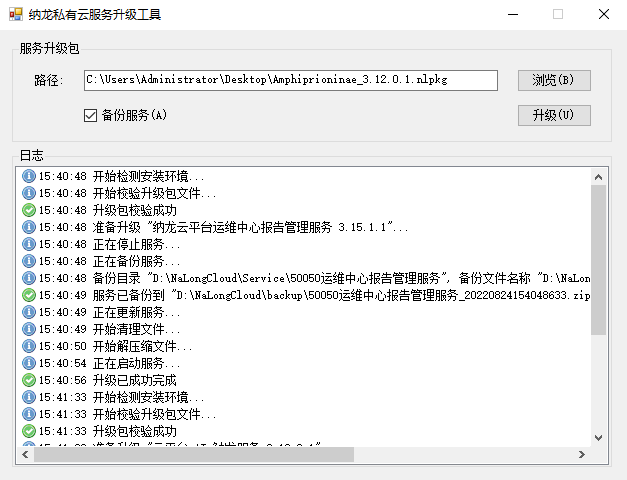 纳龙私有云服务升级工具
服务升级包
路径: C:\Users\Administrator\Desktop\Amphiprioninae_3.12.0.1.nlpkg 浏览(B)
备份服务(A) 升级(U)
日志
15:40:48 开始检测安装环境...
15:40:48 开始校验升级包文件...
15:40:48 升级包校验成功
15:40:48 准备升级 "纳龙云平台运维中心报告管理服务 3.15.1.1"...
15:40:48 正在停止服务...
15:40:48 正在备份服务...
15:40:48 备份目录 "D:\NaLongCloud\Service\50050运维中心报告管理服务", 备份文件名称 "D:\NaLon
15:40:49 服务已备份到 "D:\NaLongCloud\backup\50050运维中心报告管理服务_20220824154048633.zip
15:40:49 正在更新服务...
15:40:49 开始清理文件...
15:40:50 开始解压缩文件...
15:40:54 正在启动服务...
15:40:56 升级已成功完成
15:41:33 开始检测安装环境...
15:41:33 开始校验升级包文件...
15:41:33 升级包校验成功